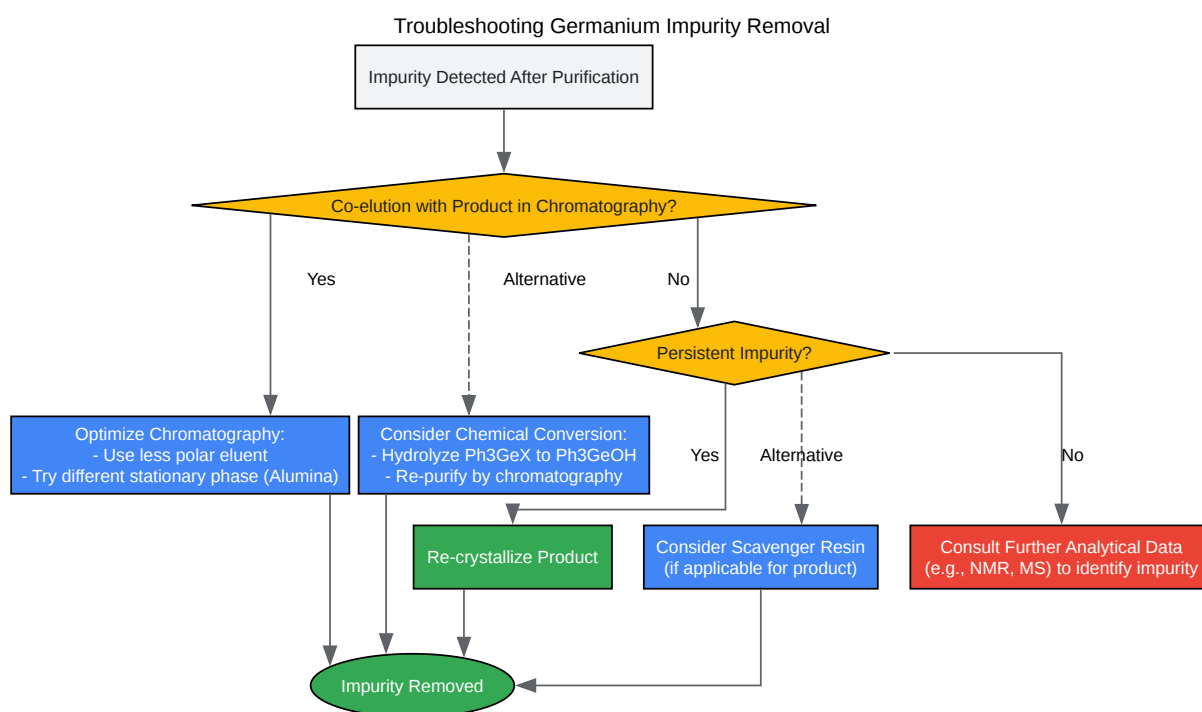 Troubleshooting Germanium Impurity Removal
Impurity Detected After Purification
Co-elution with Product in Chromatography?
Yes
Alternative
No
Persistent Impurity?
Optimize Chromatography:
- Use less polar eluent
- Try different stationary phase (Alumina)
Consider Chemical Conversion:
- Hydrolyze Ph3GeX to Ph3GeOH
- Re-purify by chromatography
Yes
Alternative
No
Re-crystallize Product
Consider Scavenger Resin
(if applicable for product)
Consult Further Analytical Data
(e.g., NMR, MS) to identify impurity
Impurity Removed